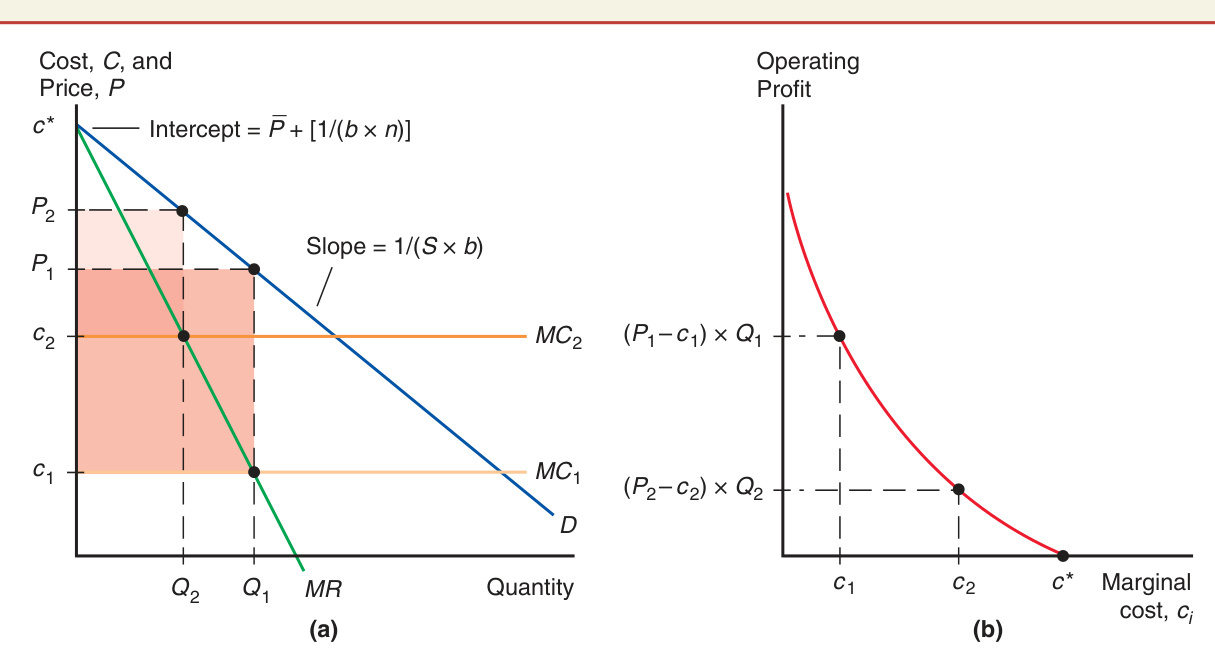 Cost, C, and
Price, P
c*
Intercept = P̅ + [1/(b × n)]
P₂
Slope = 1/(S × b)
P₁
c₂
MC₂
c₁
MC₁
D
Q₂
Q₁
MR
Quantity
(a)
Operating
Profit
(P₁–c₁) × Q₁
(P₂–c₂) × Q₂
c₁
c₂
c*
Marginal
cost, cᵢ
(b)